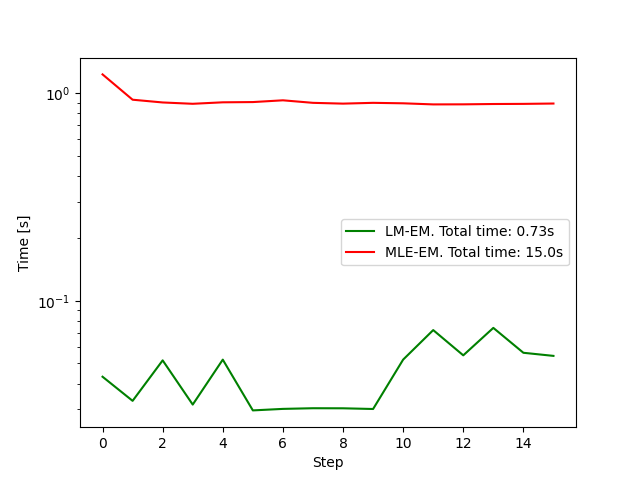 10^0
Time [s]
LM-EM. Total time: 0.73s
MLE-EM. Total time: 15.0s
10^-1
0 2 4 6 8 10 12 14
Step